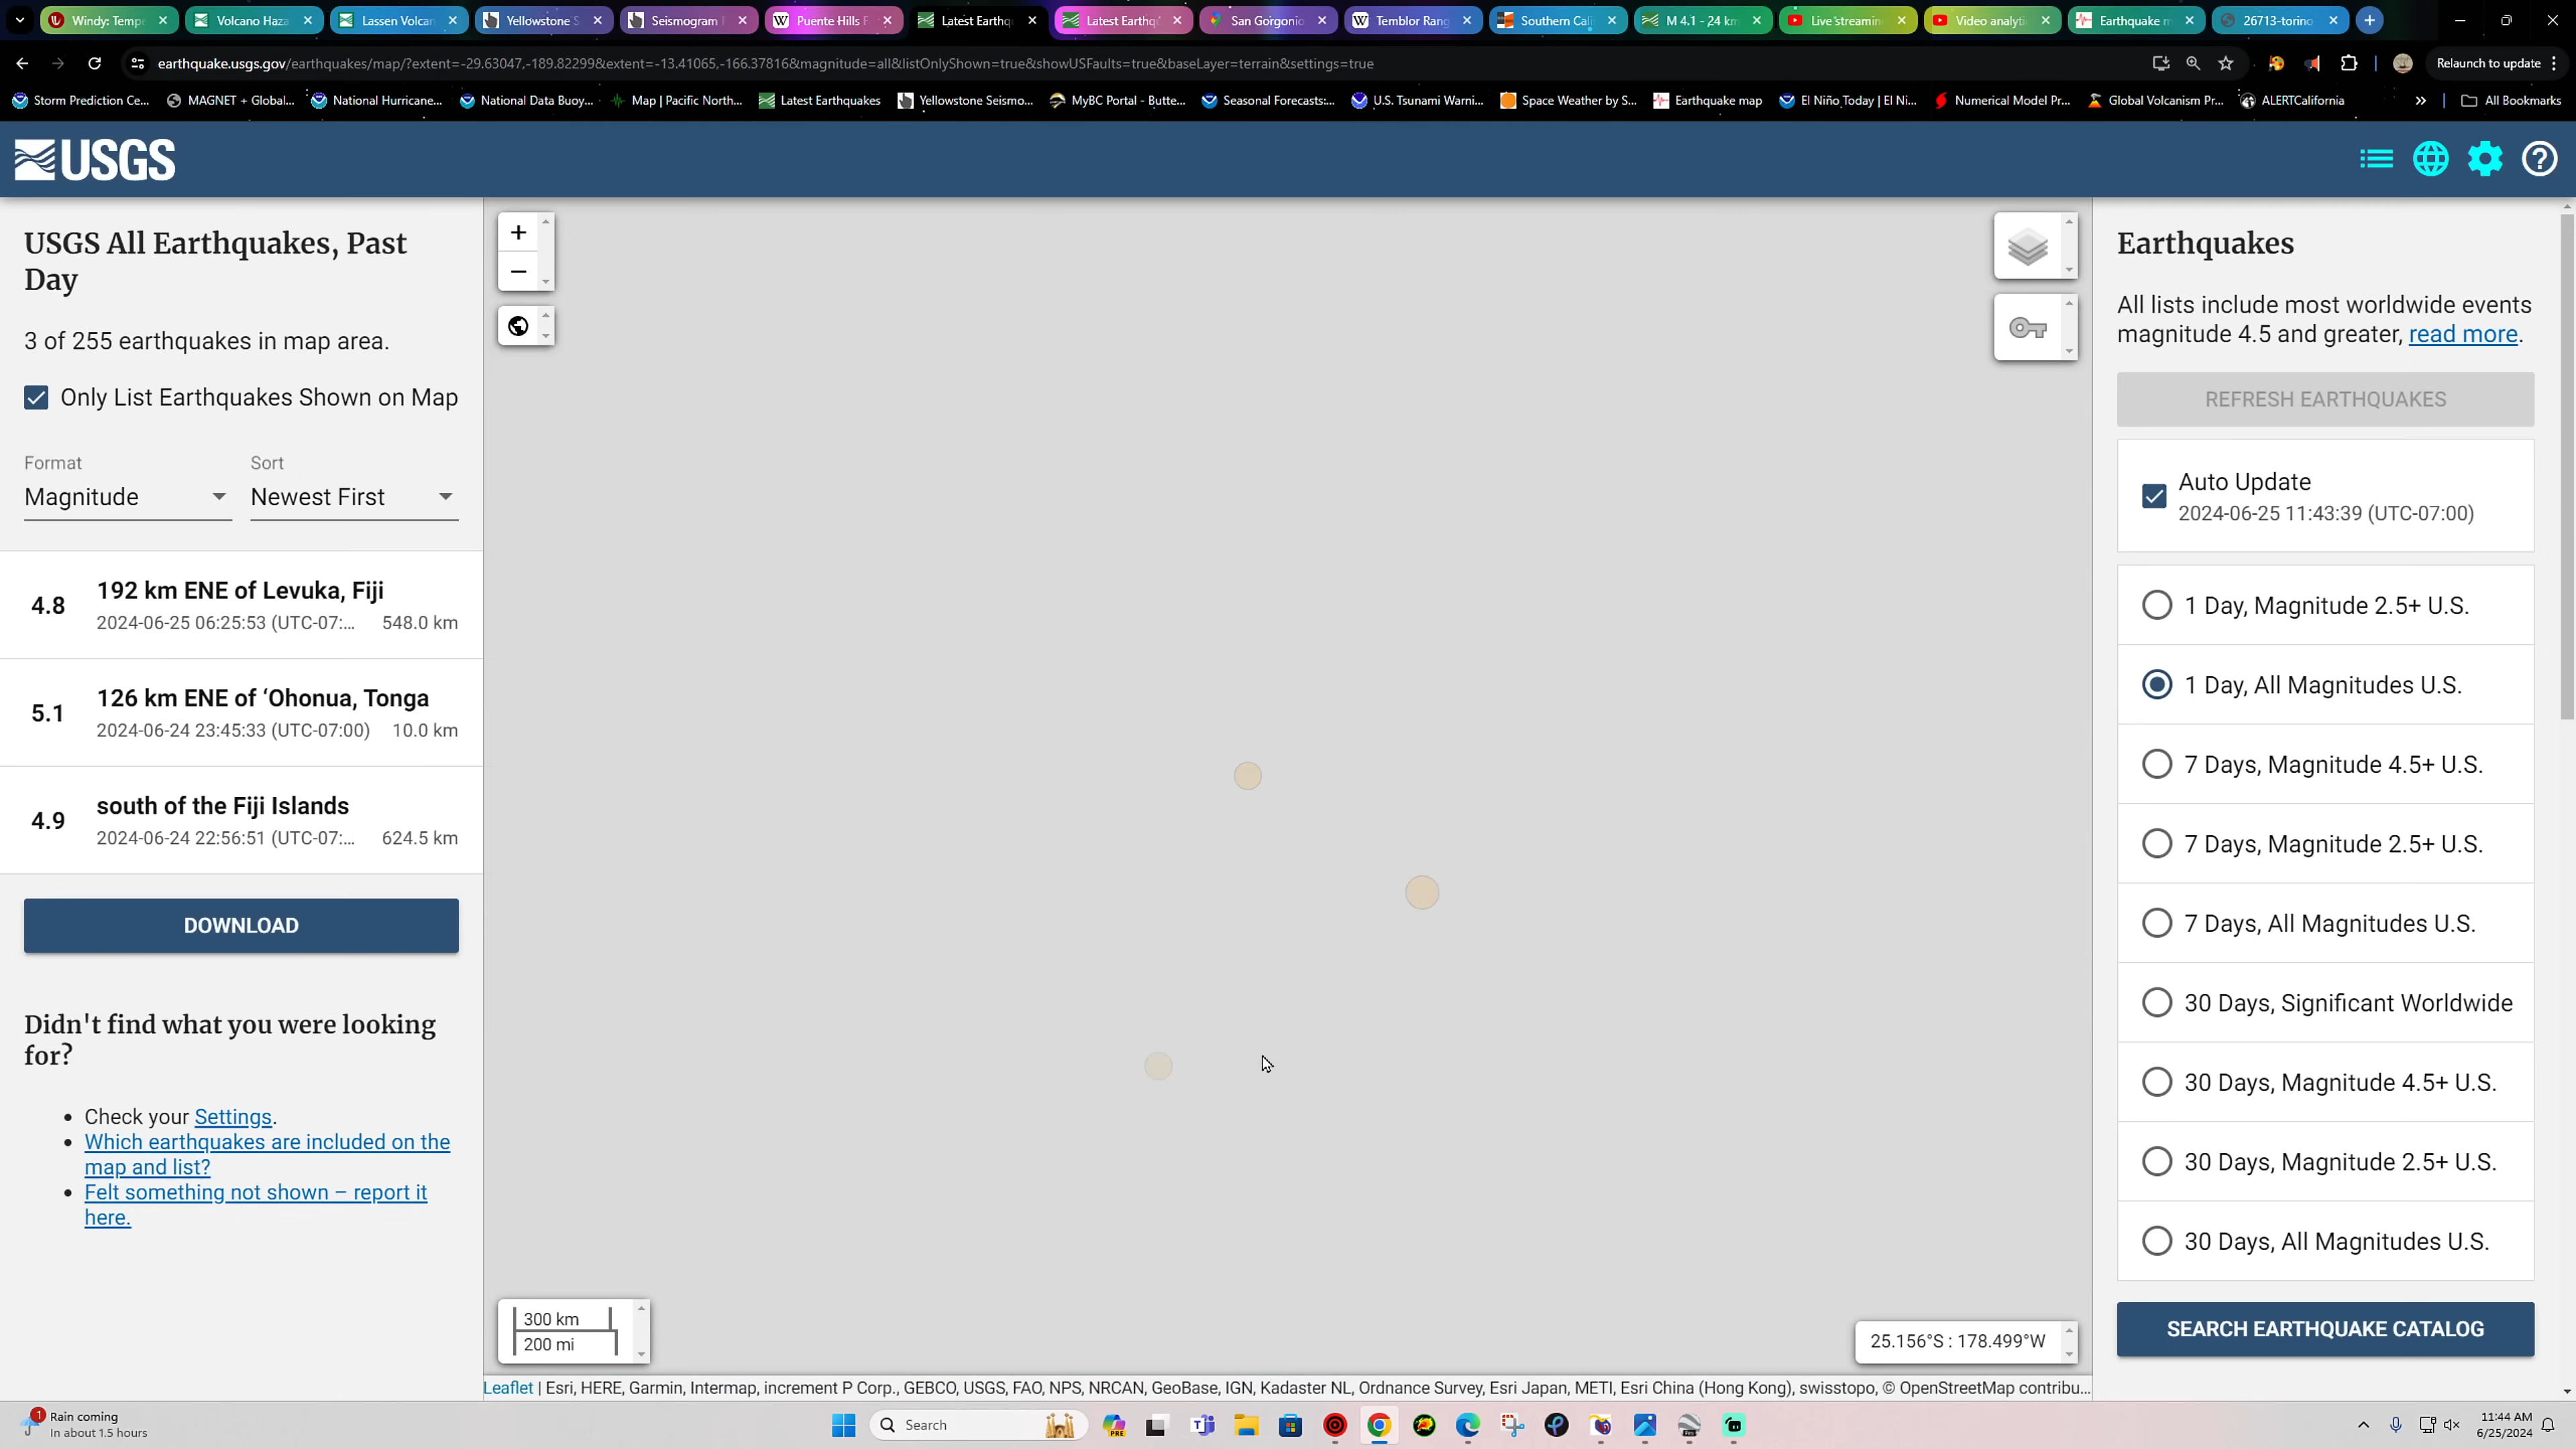 Windy: Tempe
Volcano Haza
Lassen Volcan
Yellowstone S
Seismogram
Puente Hills F
Latest Earthqu
Latest Earthqu
San Gorgonio
Temblor Rang
Southern Cali
M 4.1 - 24 km
Live streamin
Video analyti
Earthquake m
26713-torino
earthquake.usgs.gov/earthquakes/map/?extent=-29.63047,-189.82299&extent=-13.41065,-166.37816&magnitude=all&listOnlyShown=true&showUSFaults=true&baseLayer=terrain&settings=true
Relaunch to update
Storm Prediction Ce...
MAGNET + Global...
National Hurricane...
National Data Buoy...
Map | Pacific North...
Latest Earthquakes
Yellowstone Seismo...
MyBC Portal - Butte...
Seasonal Forecasts:...
U.S. Tsunami Warni...
Space Weather by S...
Earthquake map
El Niño Today | El Ni...
Numerical Model Pr...
Global Volcanism Pr...
ALERTCalifornia
All Bookmarks
USGS
USGS All Earthquakes, Past
Day
3 of 255 earthquakes in map area.
Only List Earthquakes Shown on Map
Format
Sort
Magnitude
Newest First
4.8
192 km ENE of Levuka, Fiji
2024-06-25 06:25:53 (UTC-07:...
548.0 km
5.1
126 km ENE of ‘Ohonua, Tonga
2024-06-24 23:45:33 (UTC-07:00)
10.0 km
4.9
south of the Fiji Islands
2024-06-24 22:56:51 (UTC-07:...
624.5 km
DOWNLOAD
Didn't find what you were looking
for?
Check your Settings.
Which earthquakes are included on the
map and list?
Felt something not shown – report it
here.
+
−
300 km
200 mi
25.156°S : 178.499°W
Leaflet | Esri, HERE, Garmin, Intermap, increment P Corp., GEBCO, USGS, FAO, NPS, NRCAN, GeoBase, IGN, Kadaster NL, Ordnance Survey, Esri Japan, METI, Esri China (Hong Kong), swisstopo, © OpenStreetMap contribu...
Earthquakes
All lists include most worldwide events
magnitude 4.5 and greater, read more.
REFRESH EARTHQUAKES
Auto Update
2024-06-25 11:43:39 (UTC-07:00)
1 Day, Magnitude 2.5+ U.S.
1 Day, All Magnitudes U.S.
7 Days, Magnitude 4.5+ U.S.
7 Days, Magnitude 2.5+ U.S.
7 Days, All Magnitudes U.S.
30 Days, Significant Worldwide
30 Days, Magnitude 4.5+ U.S.
30 Days, Magnitude 2.5+ U.S.
30 Days, All Magnitudes U.S.
SEARCH EARTHQUAKE CATALOG
1
Rain coming
In about 1.5 hours
Search
PRE
11:44 AM
6/25/2024